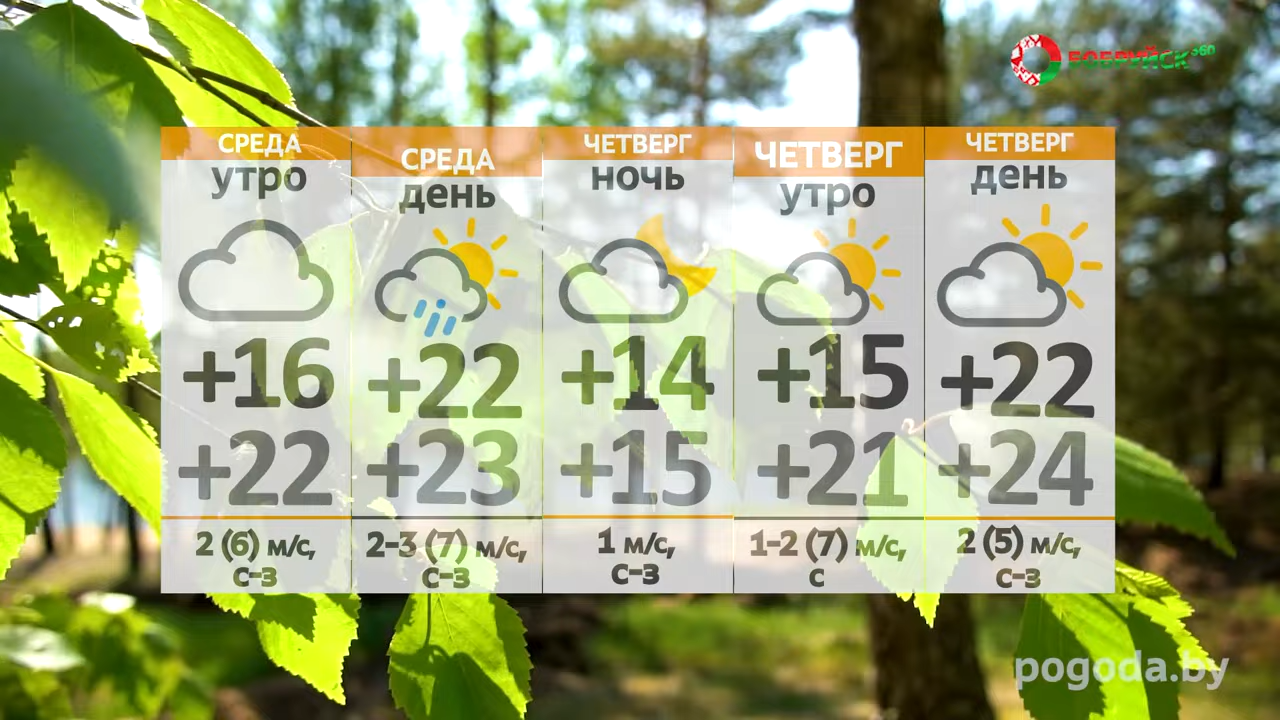 БОБРУЙСК360
СРЕДА
утро
+16
+22
2 (6) м/с,
с-з
СРЕДА
день
+22
+23
2-3 (7) м/с,
с-з
ЧЕТВЕРГ
ночь
+14
+15
1 м/с,
с-з
ЧЕТВЕРГ
утро
+15
+21
1-2 (7) м/с,
с
ЧЕТВЕРГ
день
+22
+24
2 (5) м/с,
с-з
pogoda.by